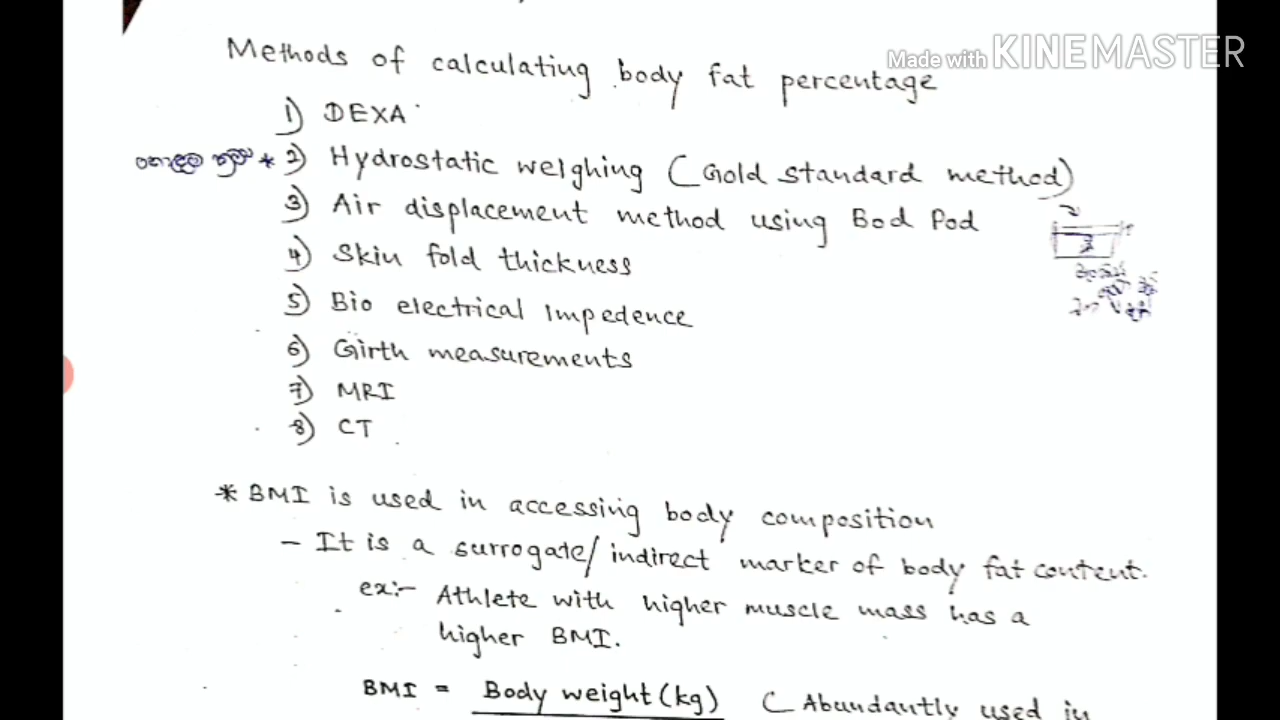 Made with KINEMASTER
Methods of calculating body fat percentage
1) DEXA
* 2) Hydrostatic weighing (Gold standard method)
3) Air displacement method using Bod Pod
4) Skin fold thickness
5) Bio electrical Impedence
6) Girth measurements
7) MRI
8) CT
* BMI is used in accessing body composition
- It is a surrogate/indirect marker of body fat content.
ex:- Athlete with higher muscle mass has a
higher BMI.
BMI = Body weight (kg) ( Abundantly used in